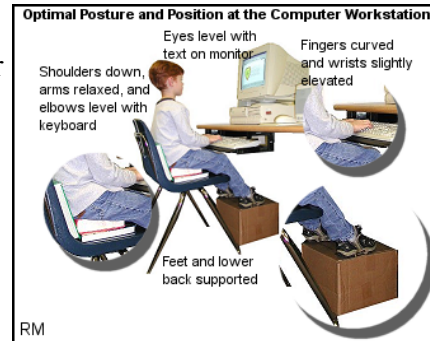 Optimal Posture and Position at the Computer Workstation
Eyes level with
text on monitor
Fingers curved
and wrists slightly
elevated
Shoulders down,
arms relaxed, and
elbows level with
keyboard
Feet and lower
back supported
RM